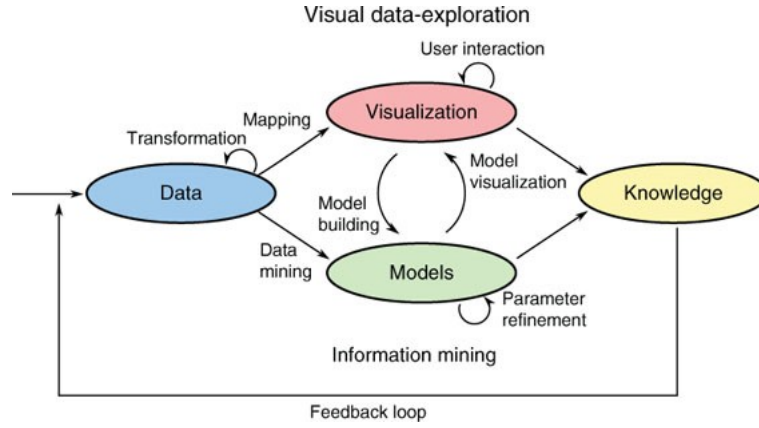 Visual data-exploration
User interaction
Visualization
Mapping
Transformation
Data
Model
visualization
Knowledge
Model
building
Data
mining
Models
Parameter
refinement
Information mining
Feedback loop